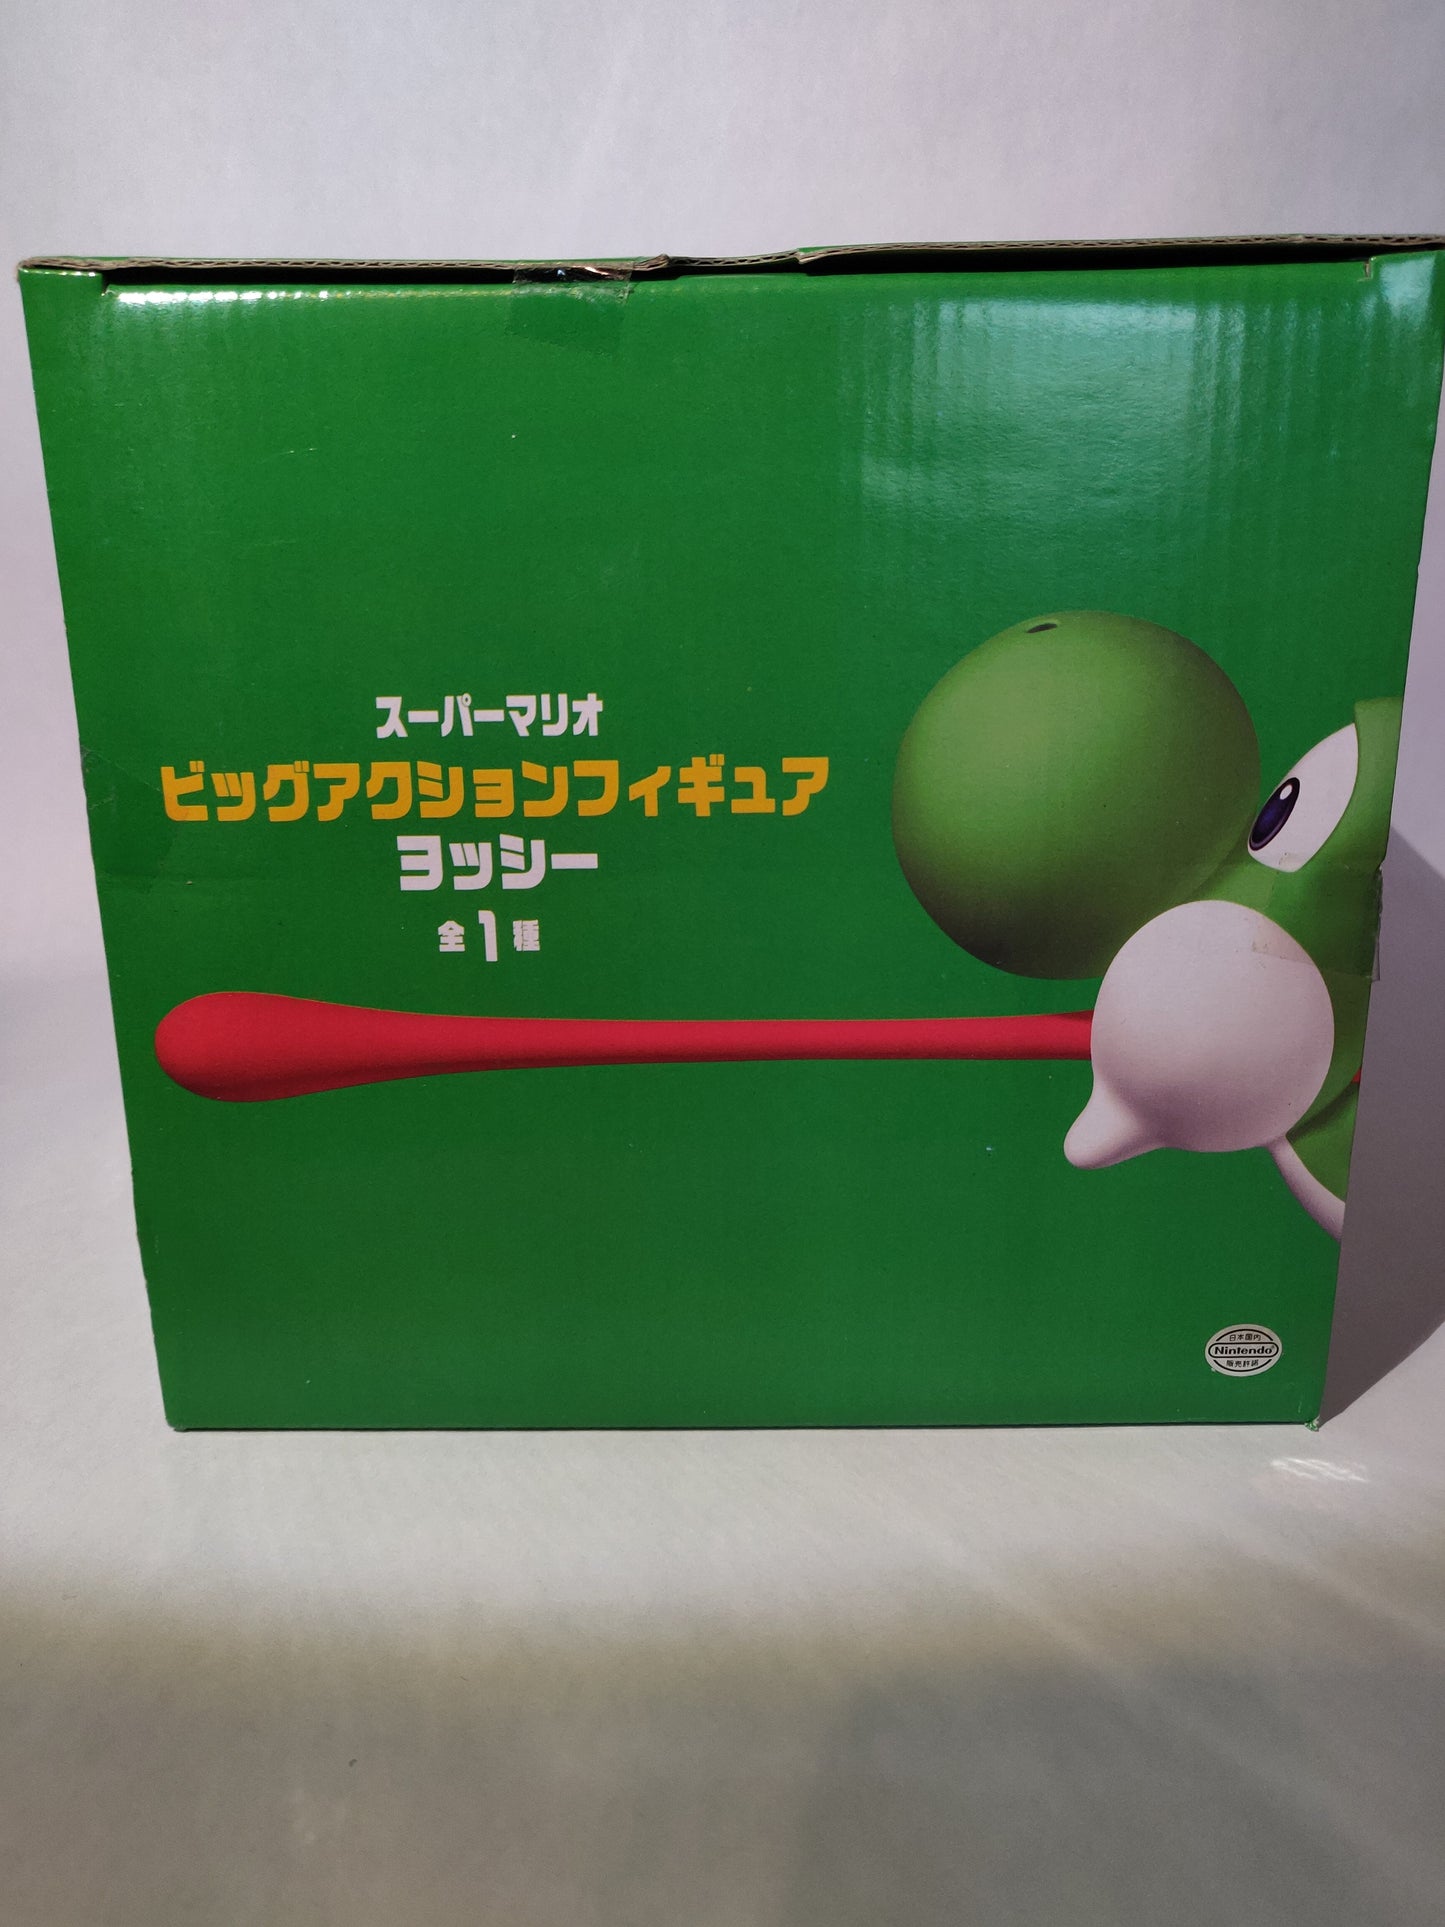 スーパーマリオ
ビッグアクションフィギュア
ヨッシー
全1種
日本国内
Nintendo
販売許諾